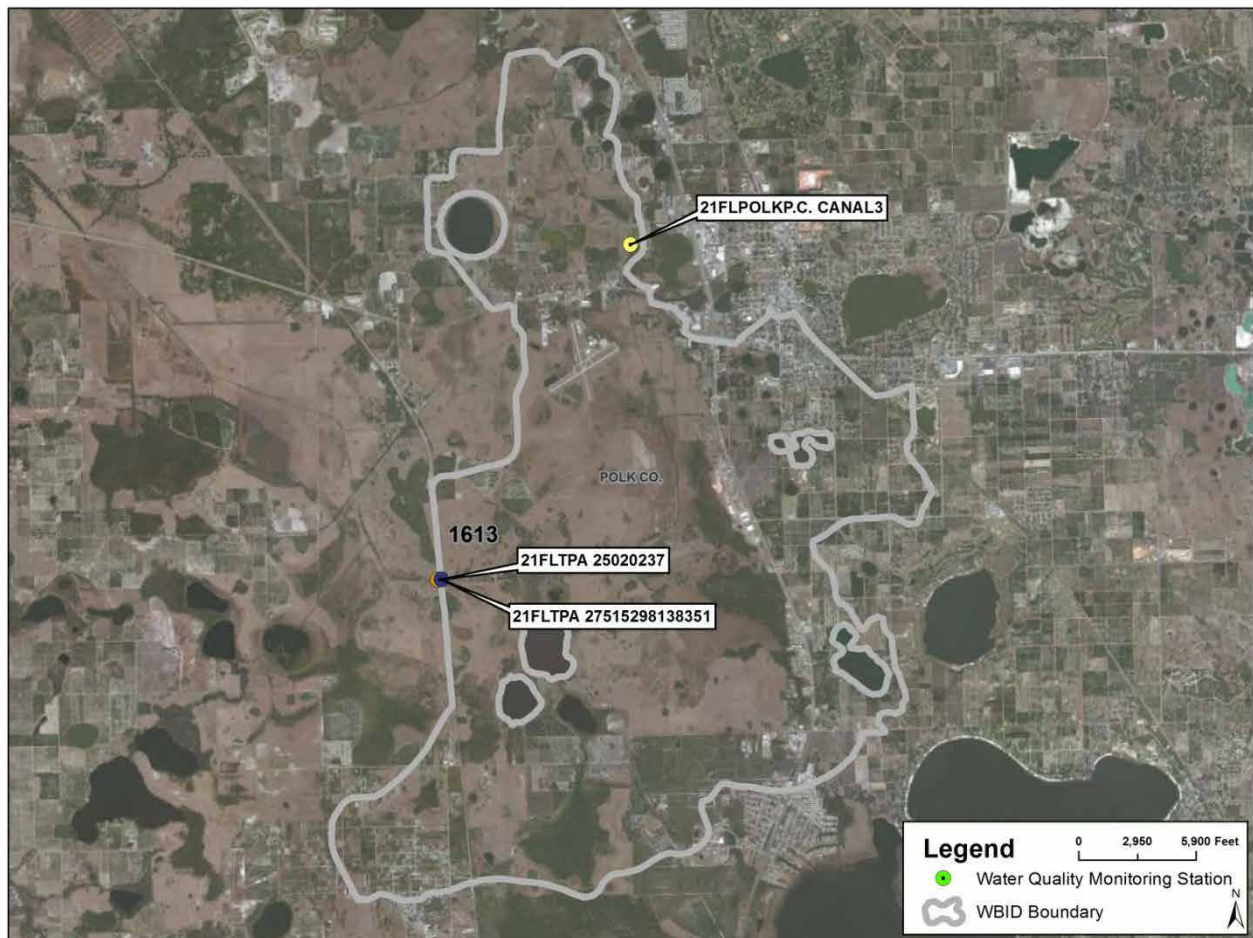 21FLPOLKP.C. CANAL3
POLK CO.
1613
21FLTPA 25020237
21FLTPA 27515298138351
Legend
0 2,950 5,900 Feet
Water Quality Monitoring Station
WBID Boundary
N